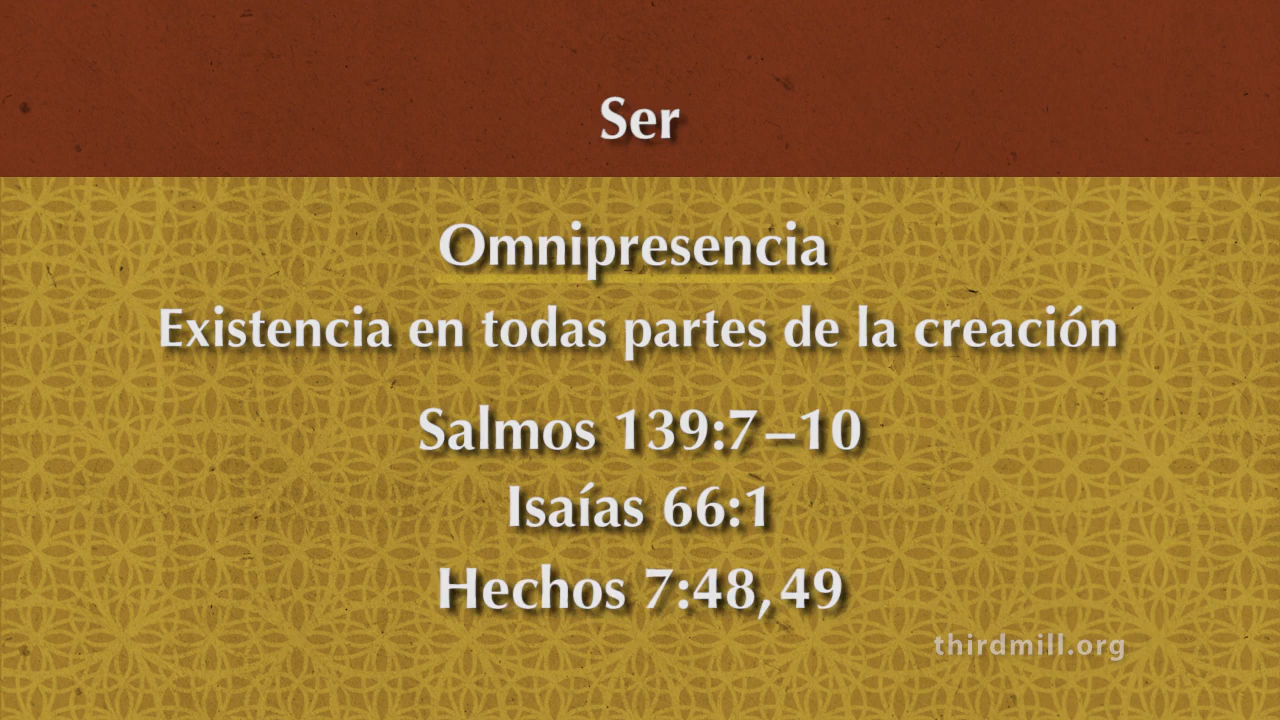 Ser
Omnipresencia
Existencia en todas partes de la creación
Salmos 139:7–10
Isaías 66:1
Hechos 7:48, 49
thirdmill.org